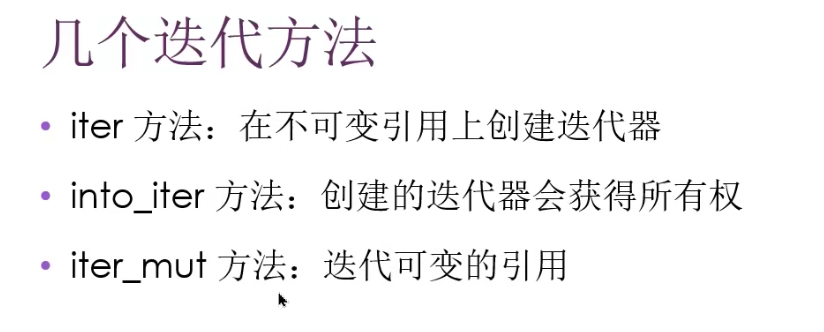 几个迭代方法
• iter 方法：在不可变引用上创建迭代器
• into_iter 方法：创建的迭代器会获得所有权
• iter_mut 方法：迭代可变的引用